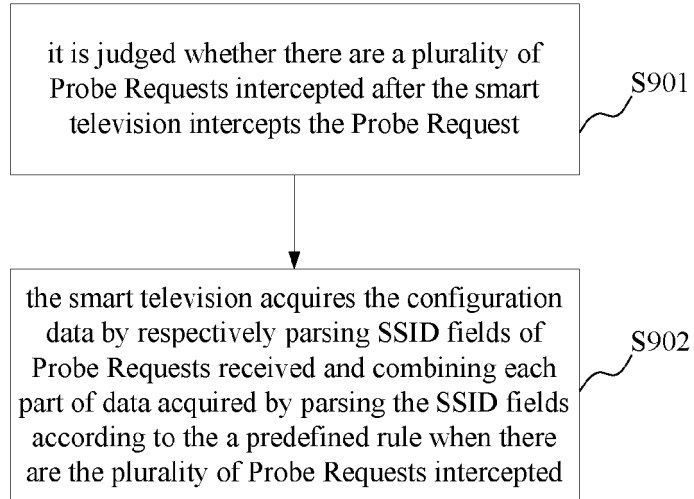 it is judged whether there are a plurality of
Probe Requests intercepted after the smart
television intercepts the Probe Request
S901
the smart television acquires the configuration
data by respectively parsing SSID fields of
Probe Requests received and combining each
part of data acquired by parsing the SSID fields
according to the a predefined rule when there
are the plurality of Probe Requests intercepted
S902